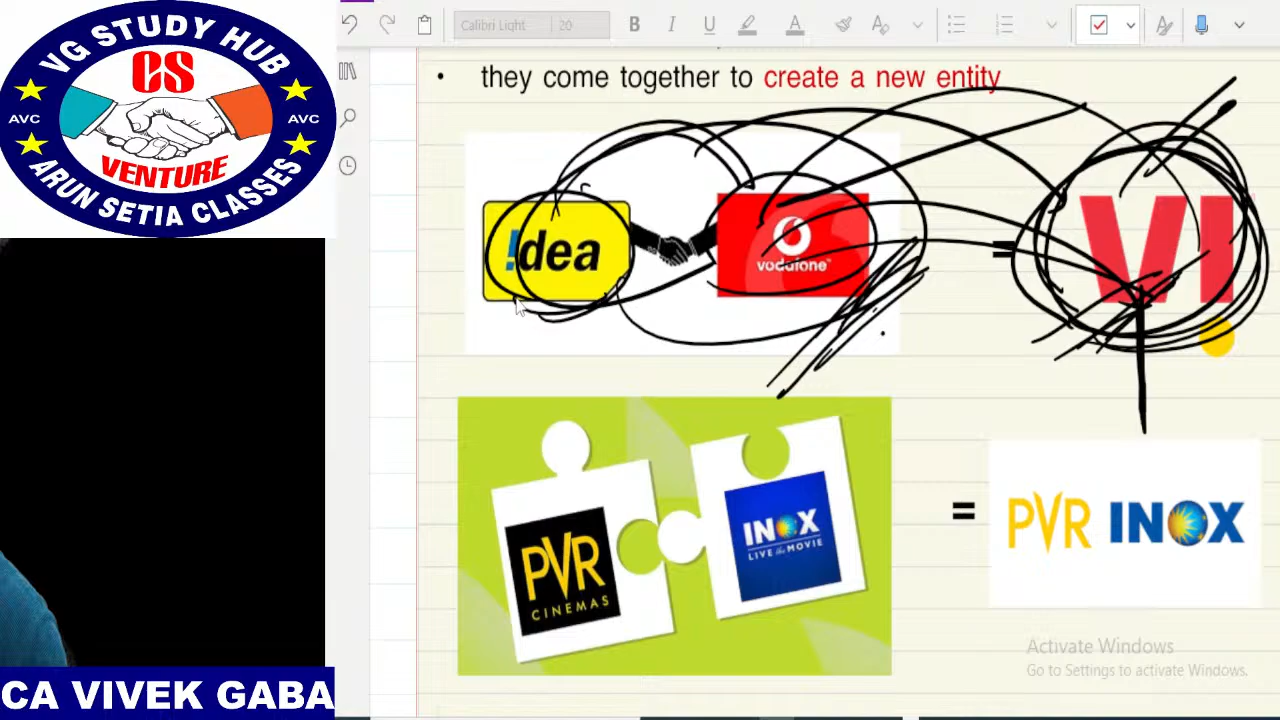 VG STUDY HUB
CS
AVC
AVC
VENTURE
ARUN SETIA CLASSES
Calibri Light
20
B
I
U
A
A
they come together to create a new entity
!dea
vodafone
=
VI
PVR
CINEMAS
INOX
LIVE the MOVIE
=
PVR INOX
Activate Windows
Go to Settings to activate Windows.
CA VIVEK GABA